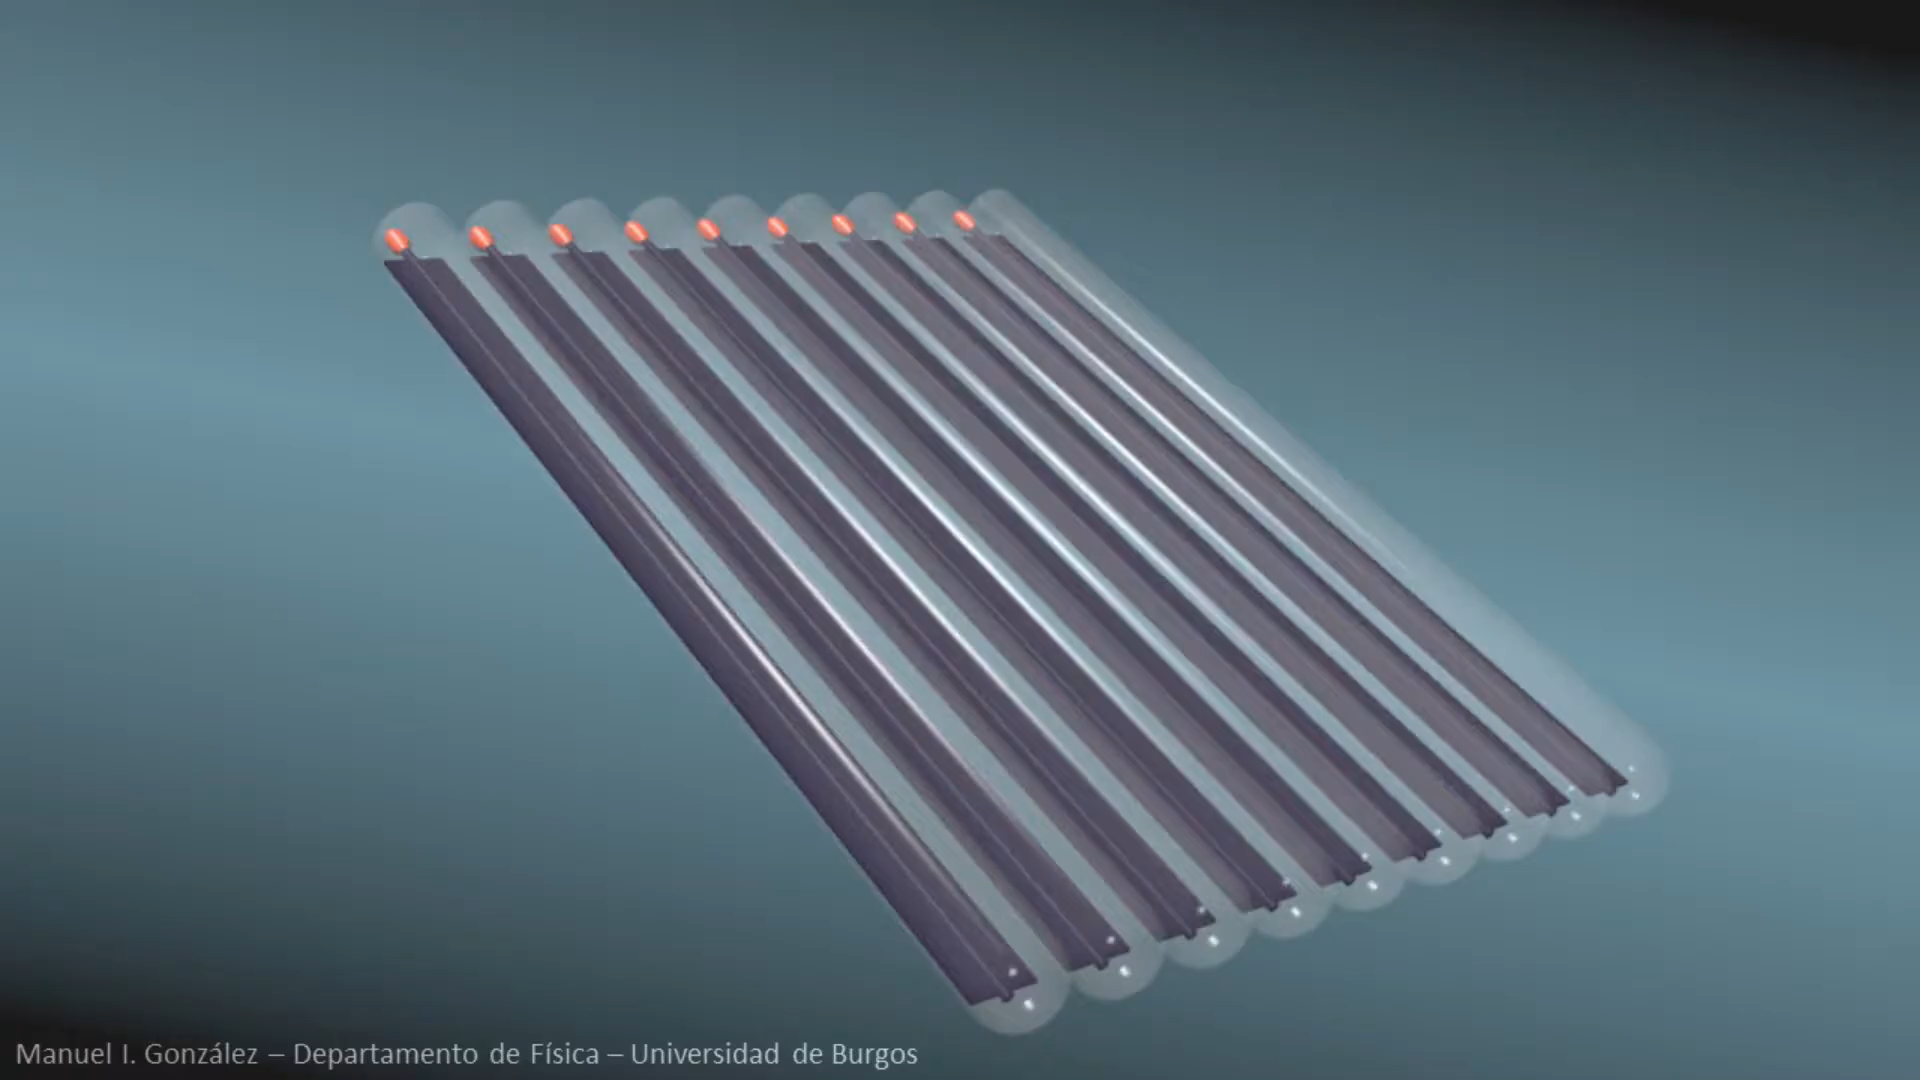 Manuel I. González – Departamento de Física – Universidad de Burgos